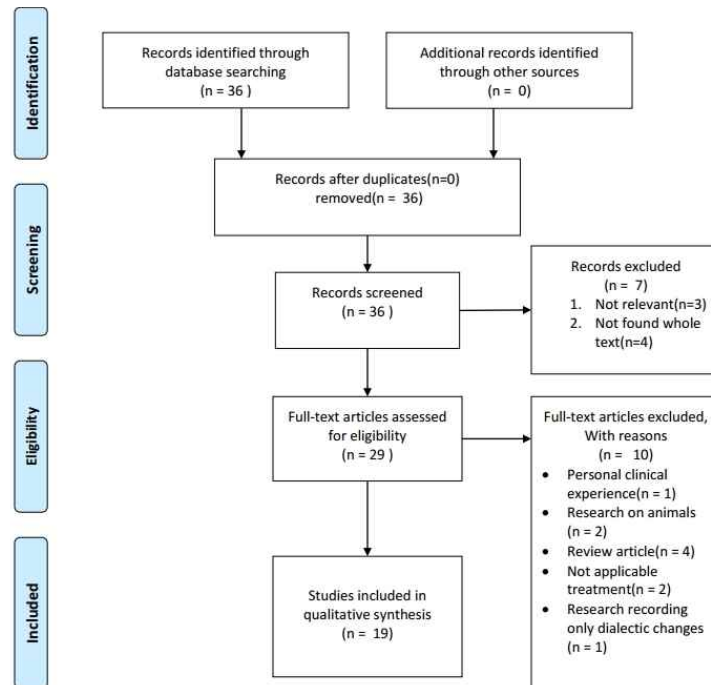 Identification
Records identified through
database searching
(n = 36 )
Additional records identified
through other sources
(n = 0)
Records after duplicates(n=0)
removed(n = 36)
Screening
Records screened
(n = 36 )
Records excluded
(n = 7)
1. Not relevant(n=3)
2. Not found whole
text(n=4)
Eligibility
Full-text articles assessed
for eligibility
(n = 29 )
Full-text articles excluded,
With reasons
(n = 10)
• Personal clinical
experience(n = 1)
• Research on animals
(n = 2)
• Review article(n = 4)
• Not applicable
treatment(n = 2)
• Research recording
only dialectic changes
(n = 1)
Included
Studies included in
qualitative synthesis
(n = 19)